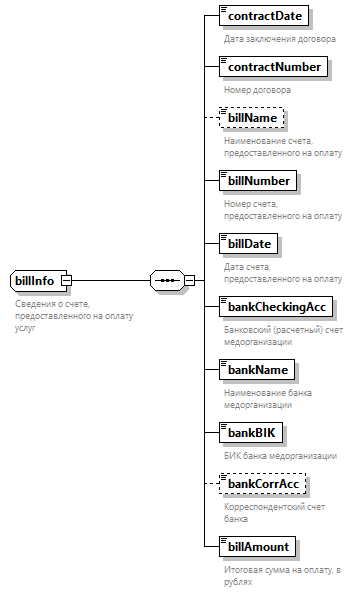 contractDate
Дата заключения договора
contractNumber
Номер договора
billName
Наименование счета,
предоставленного на оплату
billNumber
Номер счета,
предоставленного на оплату
billDate
Дата счета,
предоставленного на оплату
billInfo
Сведения о счете,
предоставленного на оплату
услуг
bankCheckingAcc
Банковский (расчетный) счет
медорганизации
bankName
Наименование банка
медорганизации
bankBIK
БИК банка медорганизации
bankCorrAcc
Корреспондентский счет
банка
billAmount
Итоговая сумма на оплату, в
рублях